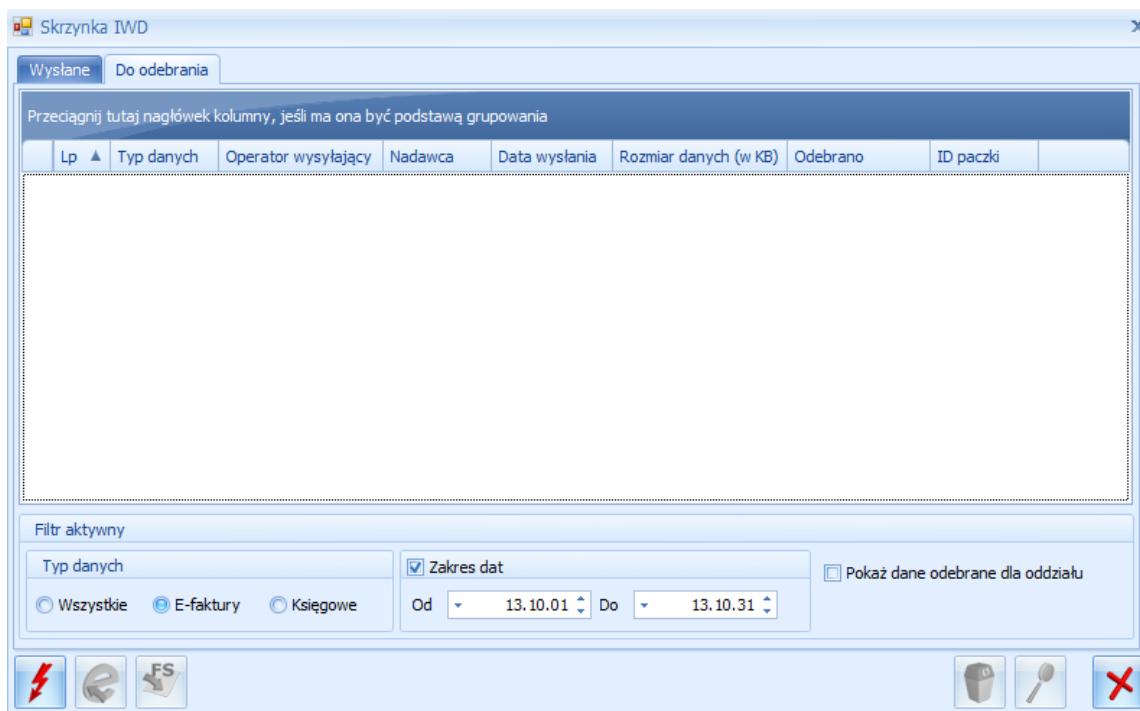 Skrzynka IWD
Wysłane Do odebrania
Przeciągnij tutaj nagłówek kolumny, jeśli ma ona być podstawą grupowania
Lp Typ danych Operator wysyłający Nadawca Data wysłania Rozmiar danych (w KB) Odebrano ID paczki
Filtr aktywny
Typ danych Zakres dat
Pokaż dane odebrane dla oddziału
Wszystkie E-faktury Księgowe Od 13.10.01 Do 13.10.31
FS